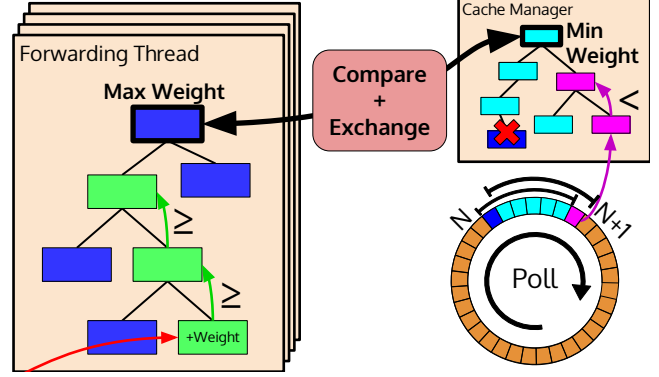 Cache Manager
Forwarding Thread
Min
Weight
Compare
+
Exchange
Max Weight
<
≥
≥
N
N+1
Poll
+Weight